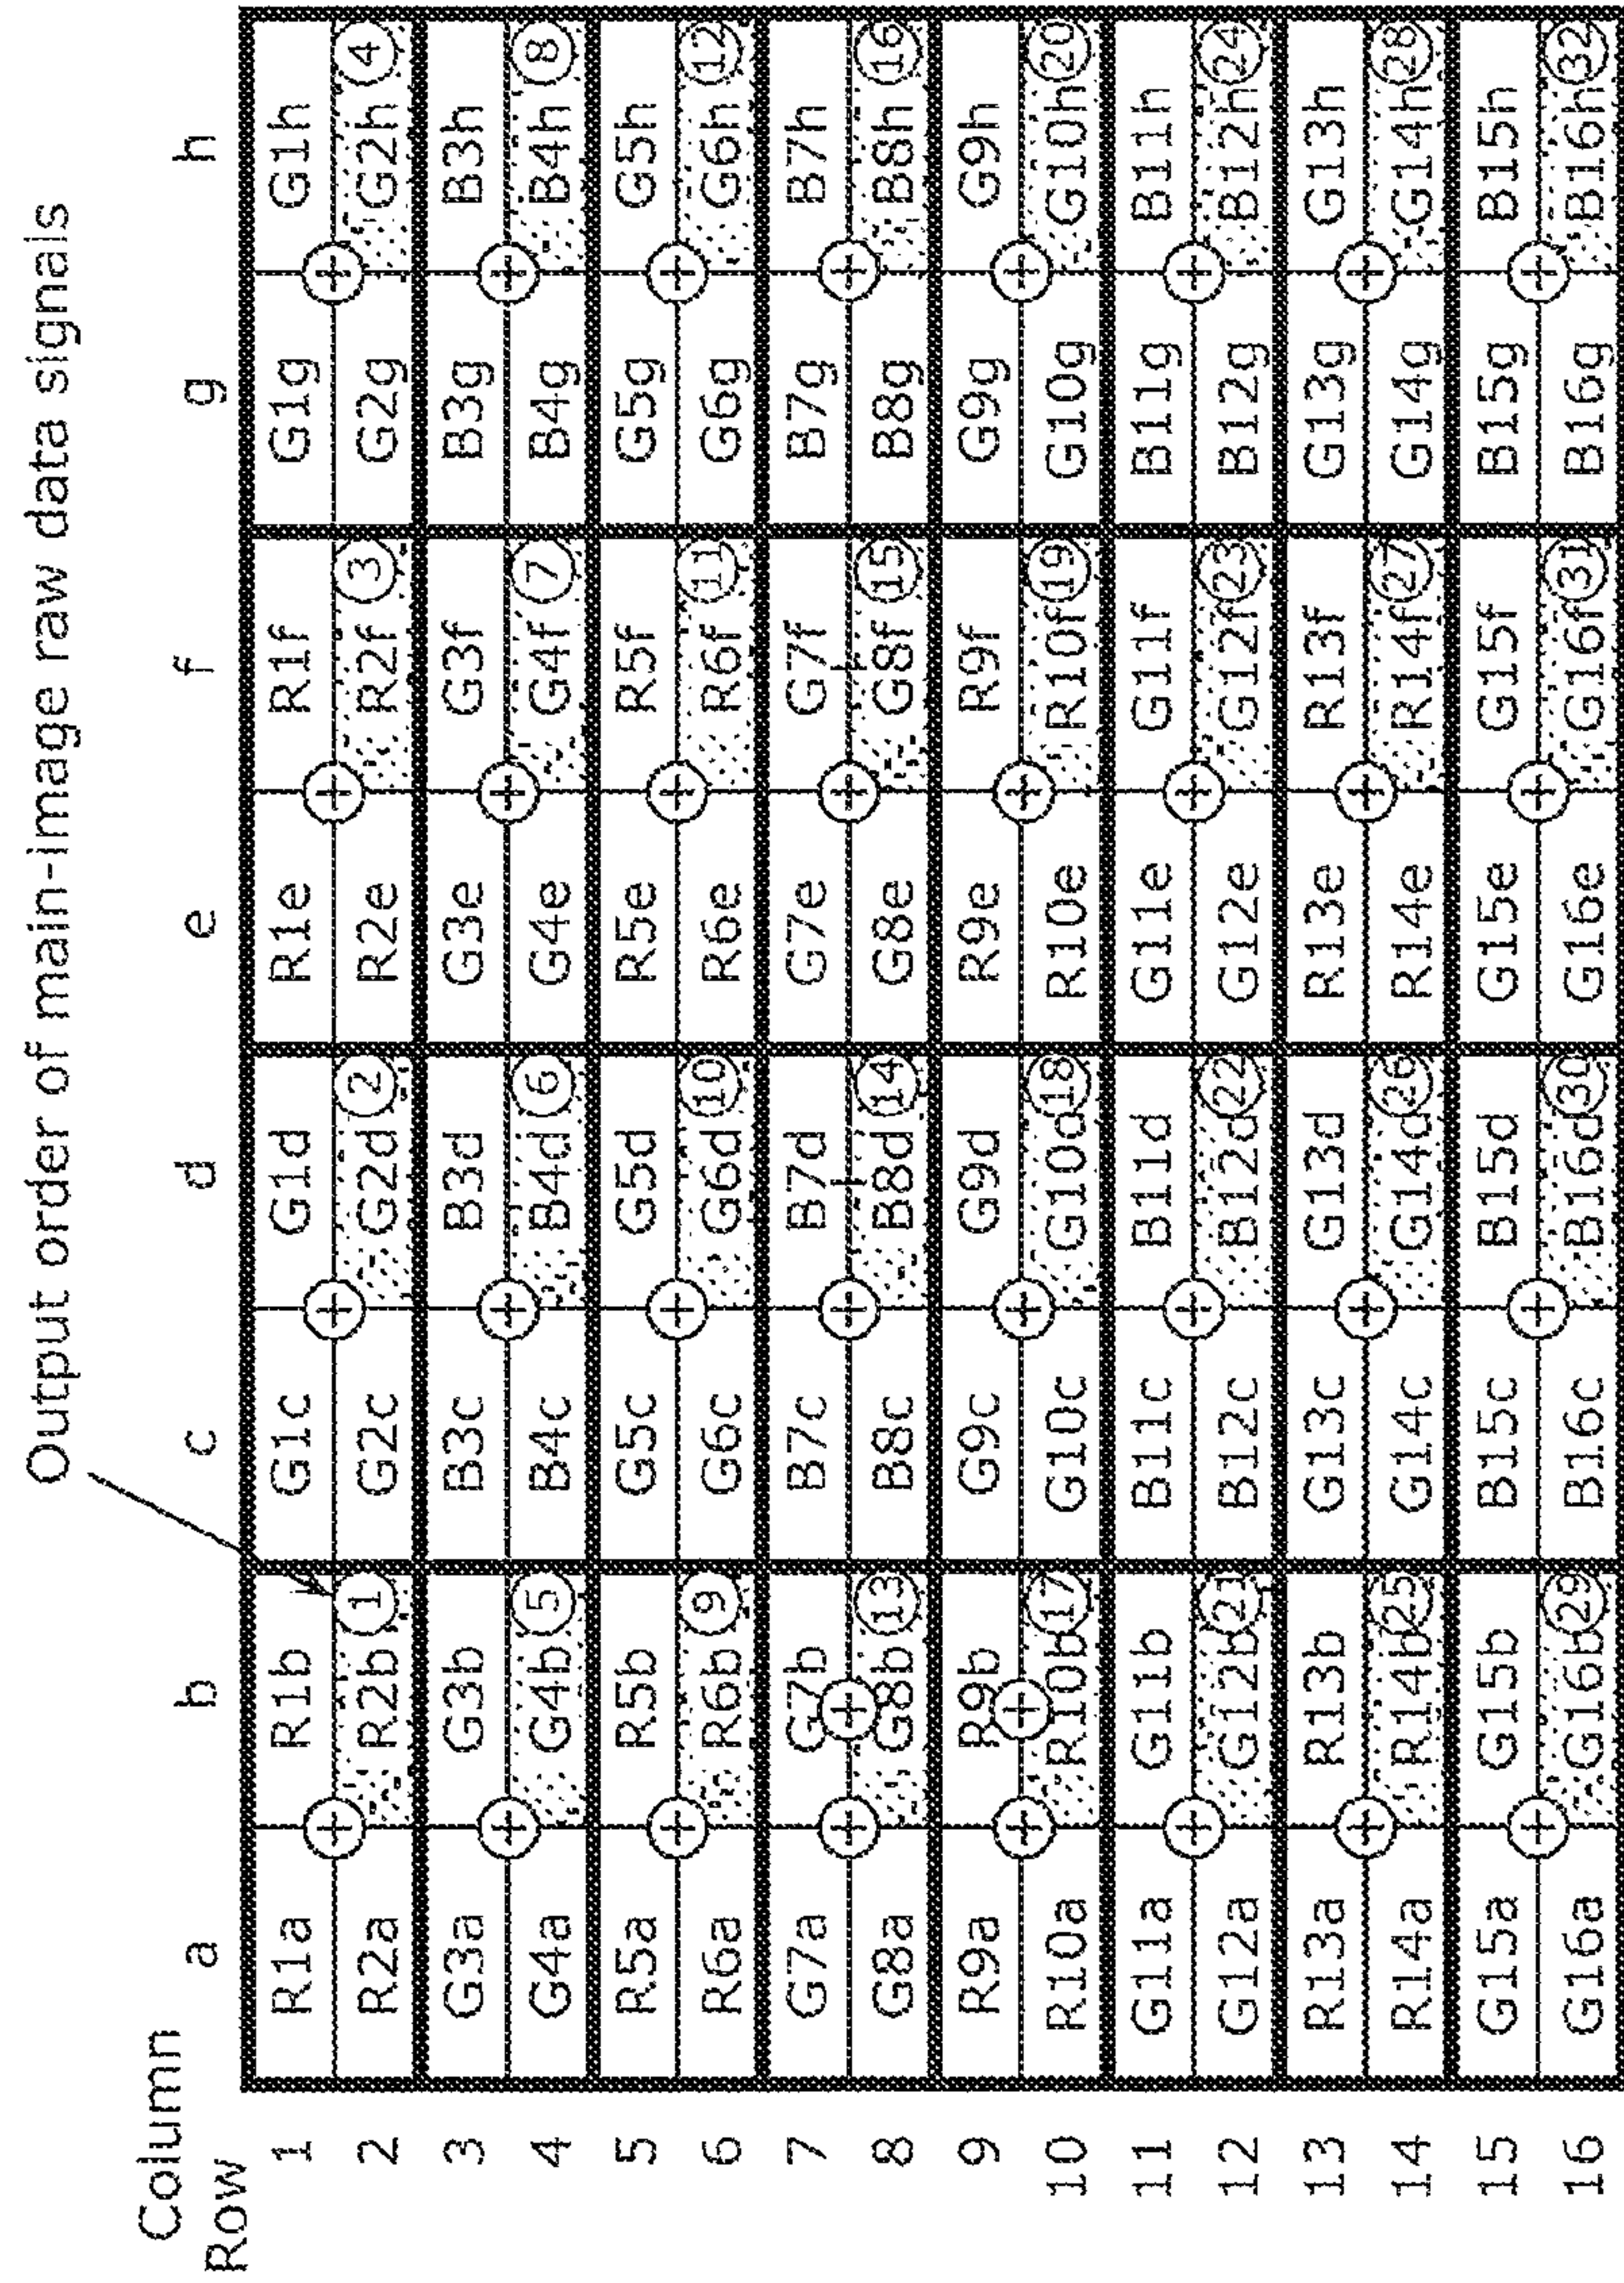 Output order of main-image raw data signals
Column a b c d e f g h
Row
1 R1a R1b G1c G1d R1e R1f G1g G1h
2 R2a R2b 1 G2c G2d 2 R2e R2f 3 G2g G2h 4
3 G3a G3b B3c B3d G3e G3f B3g B3h
4 G4a G4b 5 B4c B4d 6 G4e G4f 7 B4g B4h 8
5 R5a R5b G5c G5d R5e R5f G5g G5h
6 R6a R6b 9 G6c G6d 10 R6e R6f 11 G6g G6h 12
7 G7a G7b B7c B7d G7e G7f B7g B7h
8 G8a G8b 13 B8c B8d 14 G8e G8f 15 B8g B8h 16
9 R9a R9b G9c G9d R9e R9f G9g G9h
10 R10a R10b 17 G10c G10d 18 R10e R10f 19 G10g G10h 20
11 G11a G11b B11c B11d G11e G11f B11g B11h
12 G12a G12b 21 B12c B12d 22 G12e G12f 23 B12g B12h 24
13 R13a R13b G13c G13d R13e R13f G13g G13h
14 R14a R14b 25 G14c G14d 26 R14e R14f 27 G14g G14h 28
15 G15a G15b B15c B15d G15e G15f B15g B15h
16 G16a G16b 29 B16c B16d 30 G16e G16f 31 B16g B16h 32